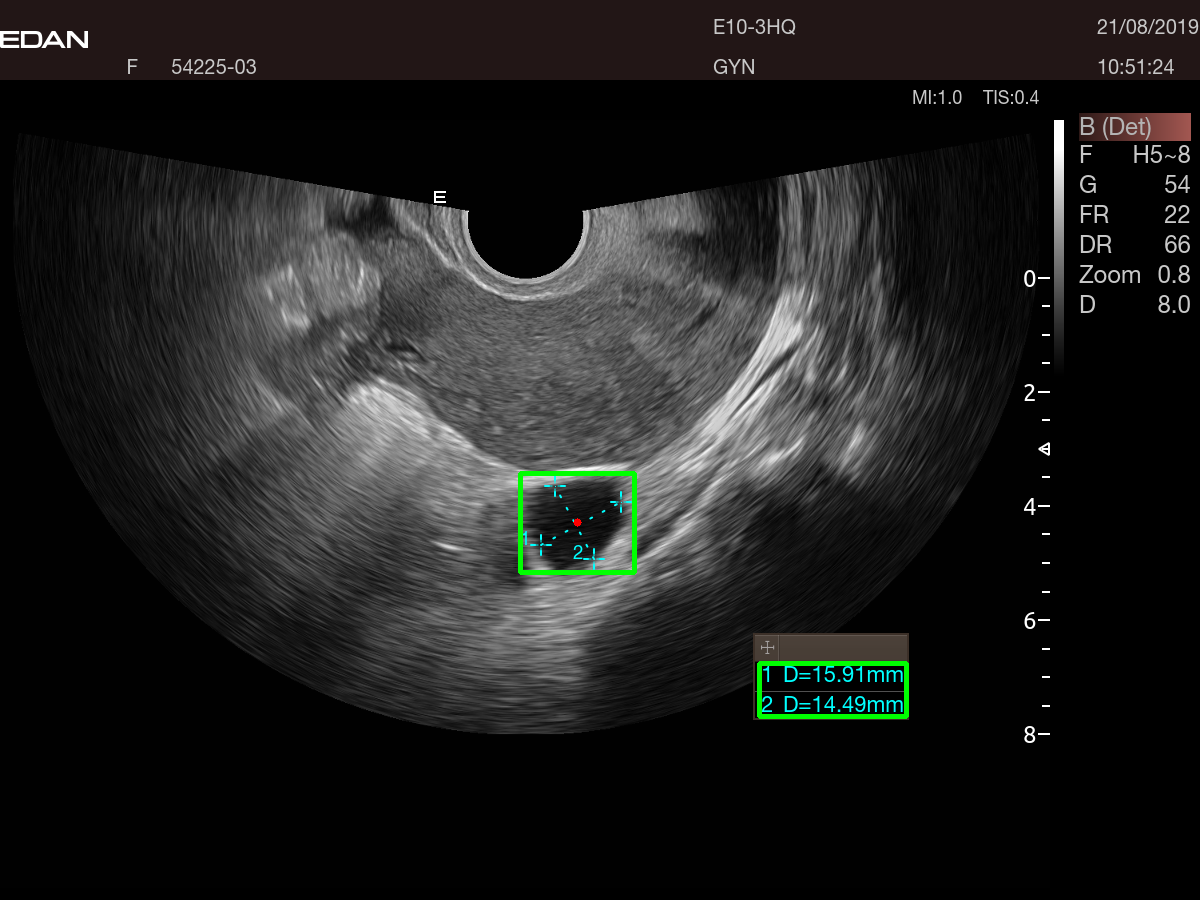 EDAN
E10-3HQ
21/08/2019
F 54225-03
GYN
10:51:24
MI:1.0 TIS:0.4
B (Det)
F H5~8
G 54
FR 22
DR 66
Zoom 0.8
D 8.0
E
0
2
4
6
8
1
2
1 D=15.91mm
2 D=14.49mm